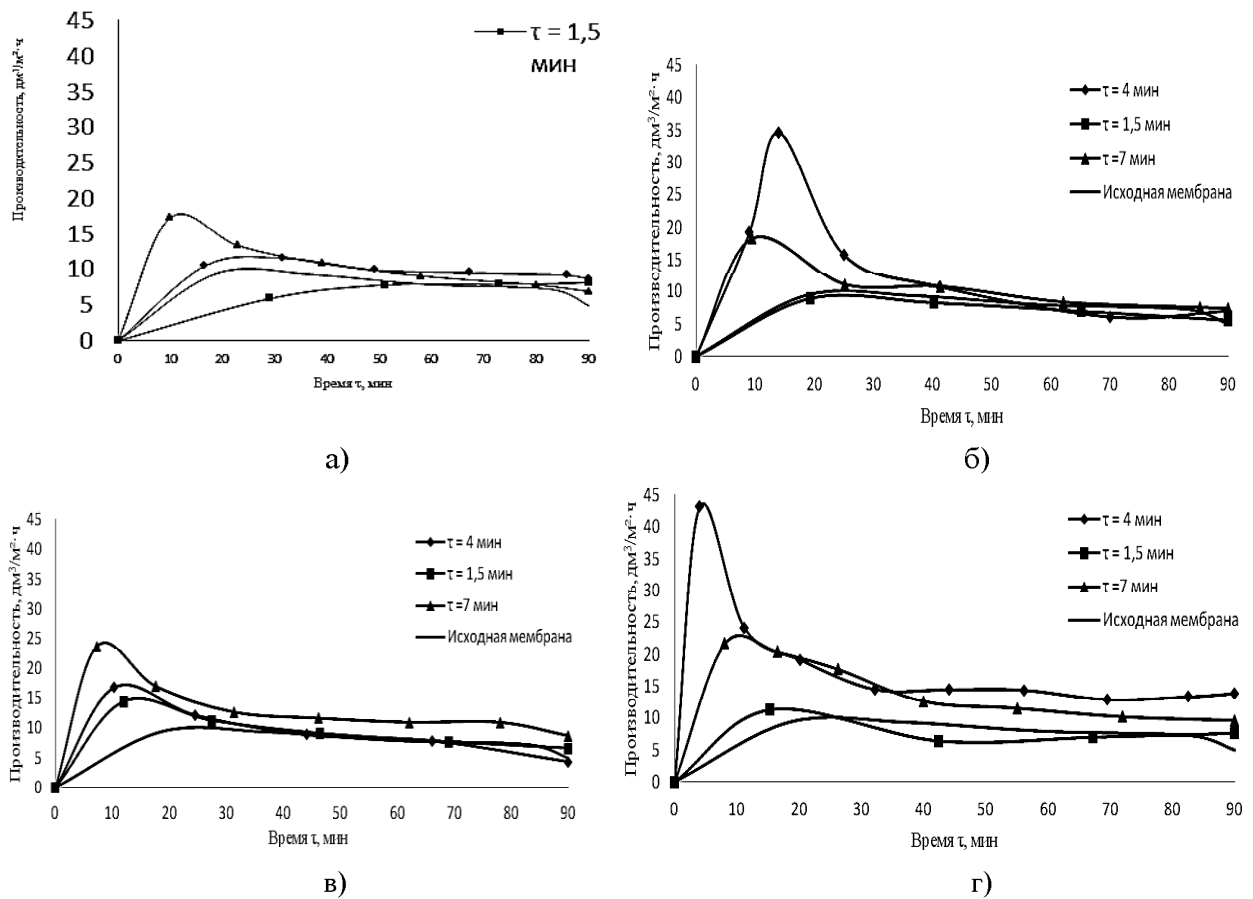 Производительность, дм³/м²· ч
45
40
35
30
25
20
15
10
5
0
0 10 20 30 40 50 60 70 80 90
Время τ, мин
τ = 1,5
мин
а)
Производительность, дм³/м²· ч
45
40
35
30
25
20
15
10
5
0
0 10 20 30 40 50 60 70 80 90
Время τ, мин
τ = 4 мин
τ = 1,5 мин
τ =7 мин
Исходная мембрана
б)
Производительность, дм³/м²· ч
45
40
35
30
25
20
15
10
5
0
0 10 20 30 40 50 60 70 80 90
Время τ, мин
τ = 4 мин
τ = 1,5 мин
τ =7 мин
Исходная мембрана
в)
Производительность, дм³/м²· ч
45
40
35
30
25
20
15
10
5
0
0 10 20 30 40 50 60 70 80 90
Время τ, мин
τ = 4 мин
τ = 1,5 мин
τ =7 мин
Исходная мембрана
г)